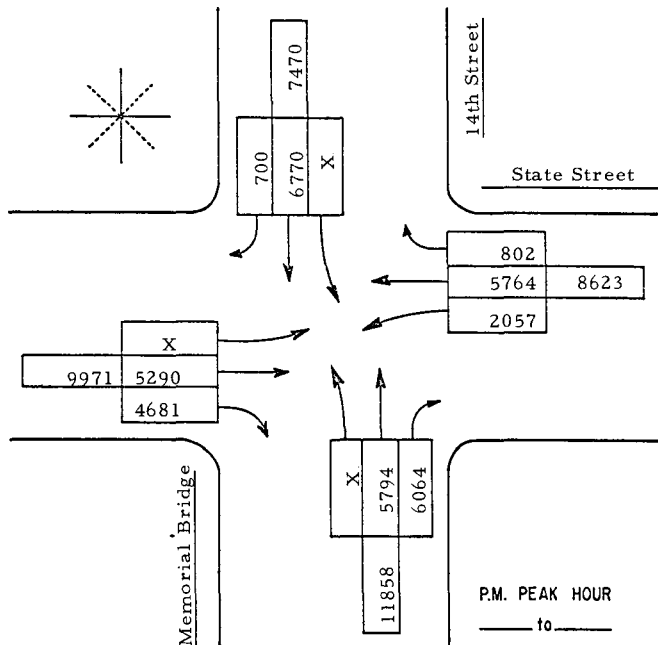 7470
14th Street
700
6770
X
State Street
802
5764
8623
2057
X
9971
5290
4681
X
5794
6064
11858
Memorial Bridge
P.M. PEAK HOUR
to